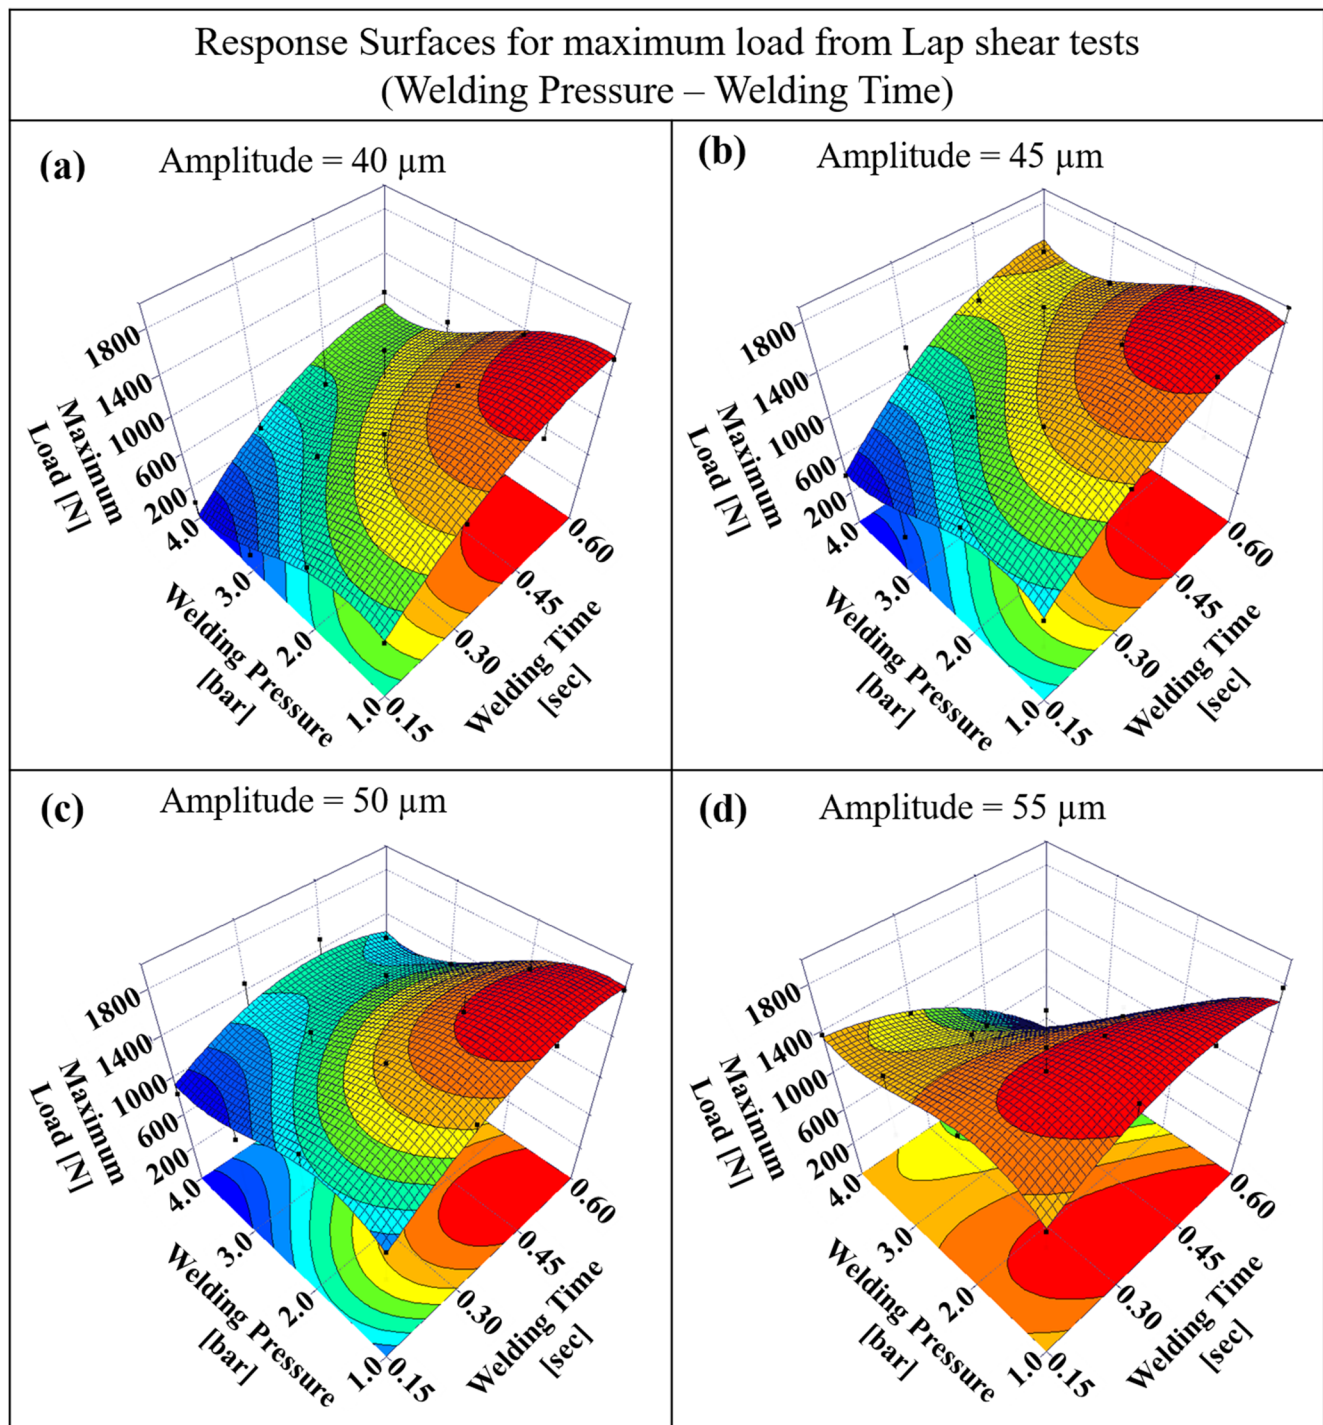 Response Surfaces for maximum load from Lap shear tests
(Welding Pressure – Welding Time)
(a)
Amplitude = 40 µm
1800
1400
1000
600
200
Maximum
Load [N]
4.0
3.0
2.0
1.0
Welding Pressure
[bar]
0.15
0.30
0.45
0.60
Welding Time
[sec]
(b)
Amplitude = 45 µm
1800
1400
1000
600
200
Maximum
Load [N]
4.0
3.0
2.0
1.0
Welding Pressure
[bar]
0.15
0.30
0.45
0.60
Welding Time
[sec]
(c)
Amplitude = 50 µm
1800
1400
1000
600
200
Maximum
Load [N]
4.0
3.0
2.0
1.0
Welding Pressure
[bar]
0.15
0.30
0.45
0.60
Welding Time
[sec]
(d)
Amplitude = 55 µm
1800
1400
1000
600
200
Maximum
Load [N]
4.0
3.0
2.0
1.0
Welding Pressure
[bar]
0.15
0.30
0.45
0.60
Welding Time
[sec]